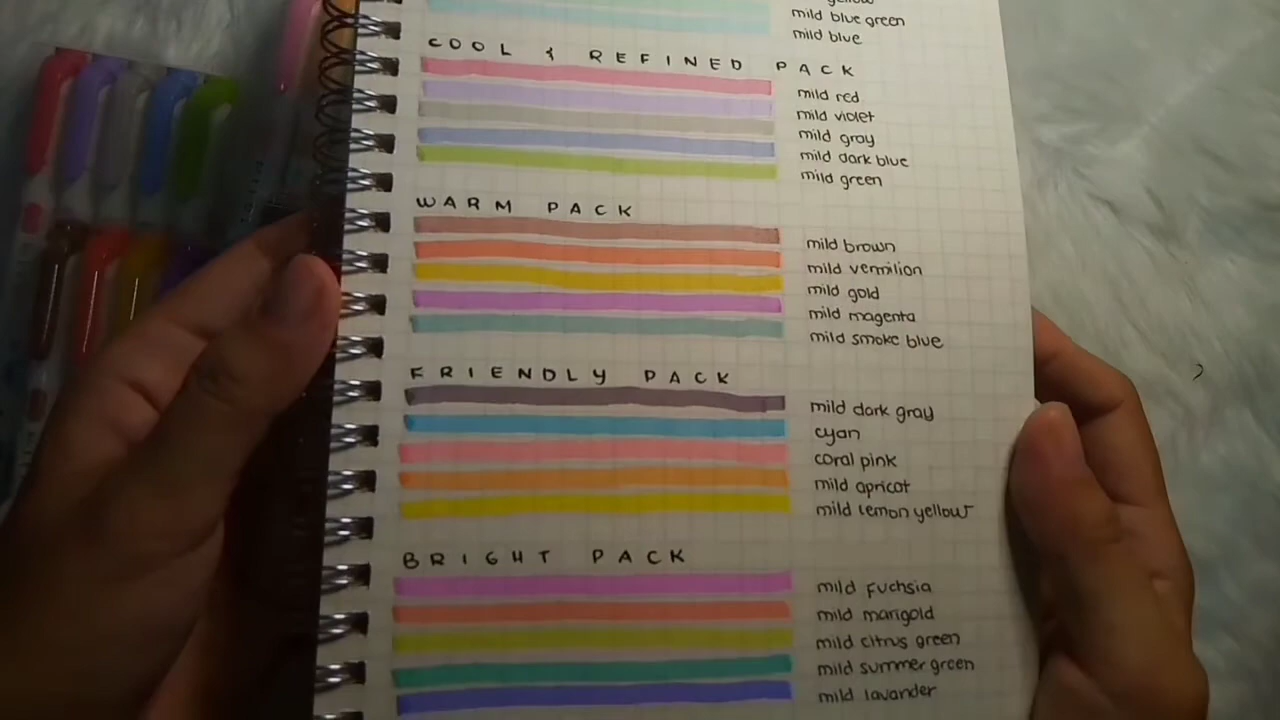 yellow
mild blue green
mild blue
COOL & REFINED PACK
mild red
mild violet
mild gray
mild dark blue
mild green
WARM PACK
mild brown
mild vermilion
mild gold
mild magenta
mild smoke blue
FRIENDLY PACK
mild dark gray
cyan
coral pink
mild apricot
mild lemon yellow
BRIGHT PACK
mild fuchsia
mild marigold
mild citrus green
mild summer green
mild lavander